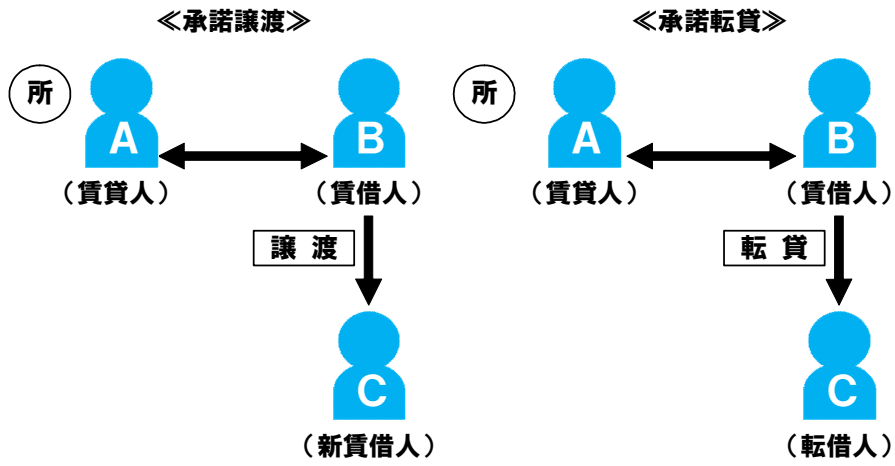 ≪承諾譲渡≫
所
A
B
（賃貸人）
（賃借人）
譲 渡
C
（新賃借人）
≪承諾転貸≫
所
A
B
（賃貸人）
（賃借人）
転 貸
C
（転借人）